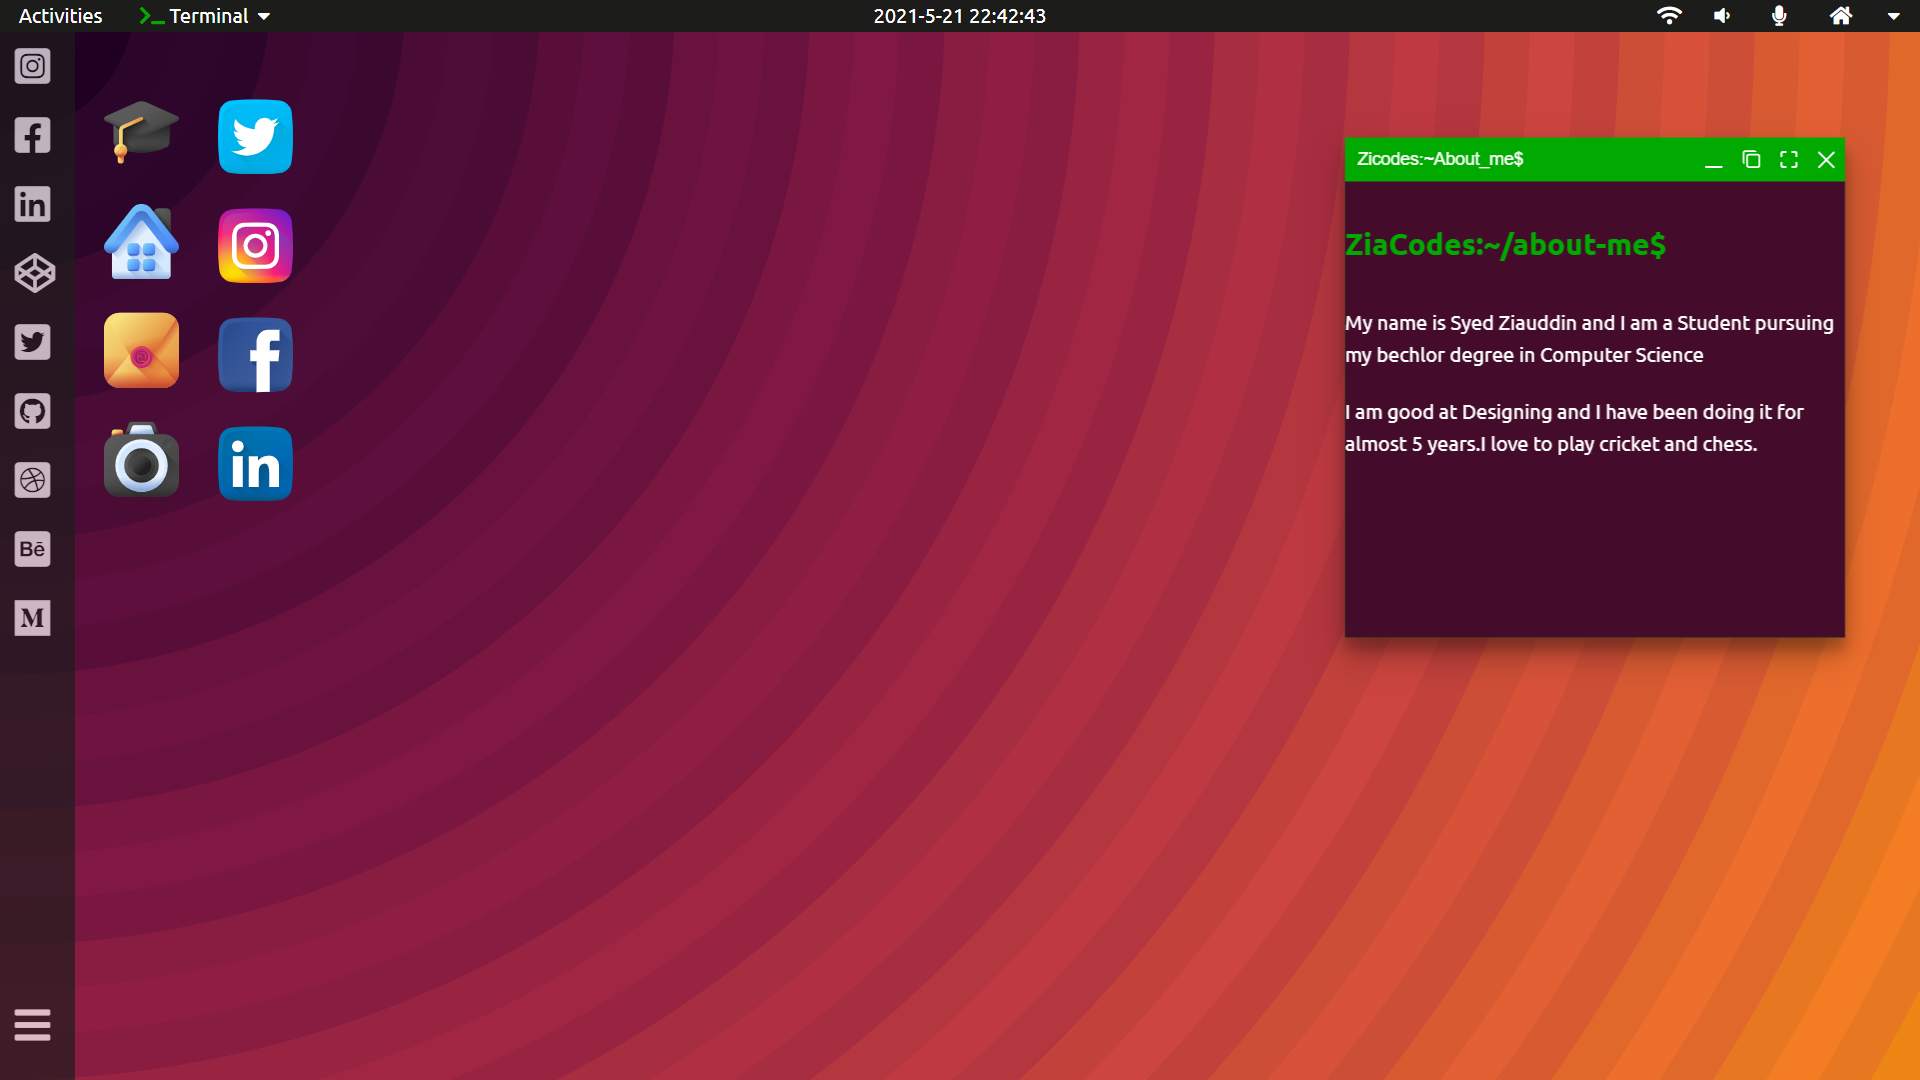 Activities
Terminal
2021-5-21 22:42:43
Zicodes:~About_me$
ZiaCodes:~/about-me$
My name is Syed Ziauddin and I am a Student pursuing
my bechlor degree in Computer Science
I am good at Designing and I have been doing it for
almost 5 years.I love to play cricket and chess.
in
Bē
M
@
in